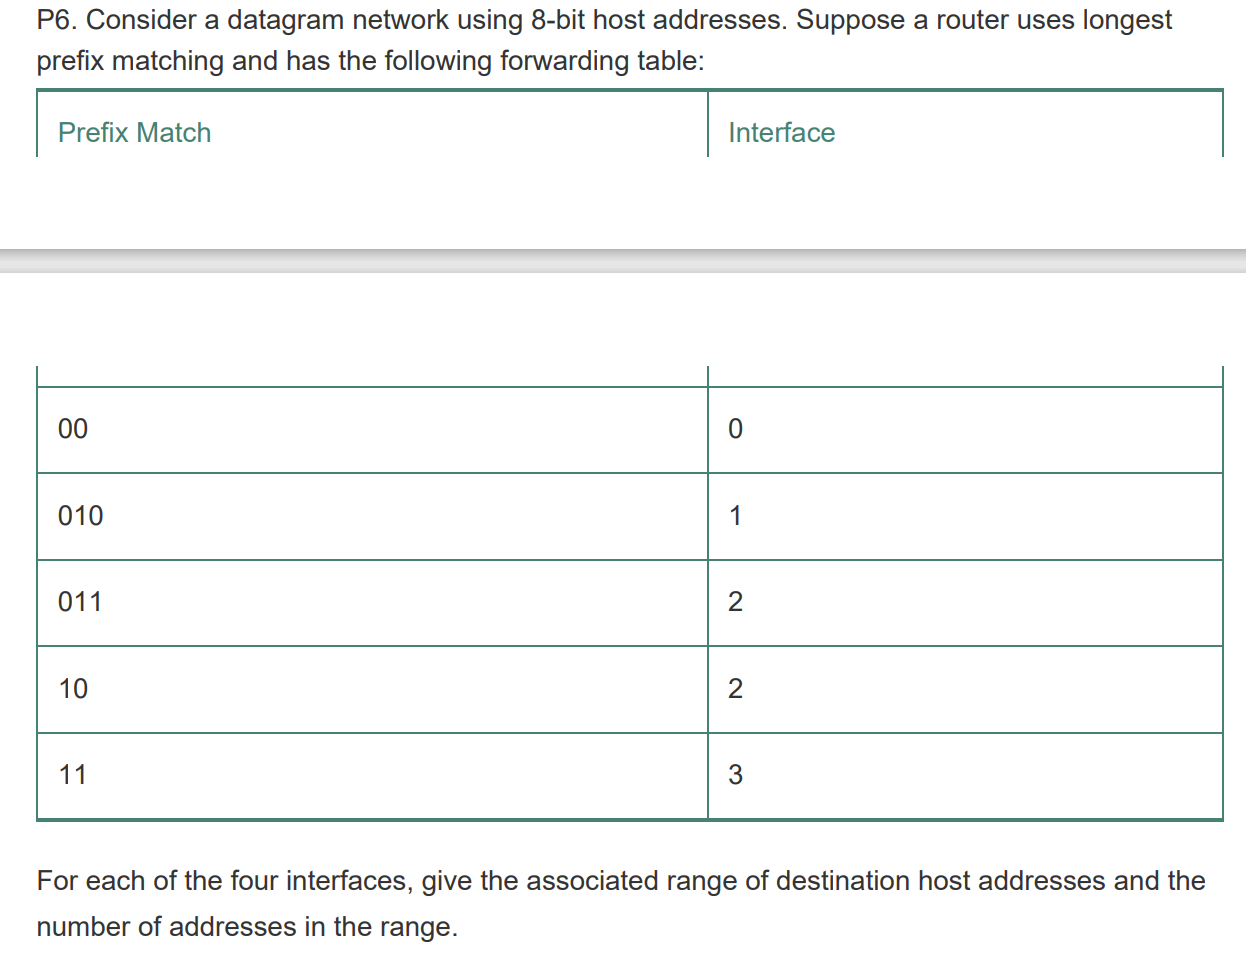 P6. Consider a datagram network using 8-bit host addresses. Suppose a router uses longest
prefix matching and has the following forwarding table:
Prefix Match Interface
00 0
010 1
011 2
10 2
11 3
For each of the four interfaces, give the associated range of destination host addresses and the
number of addresses in the range.